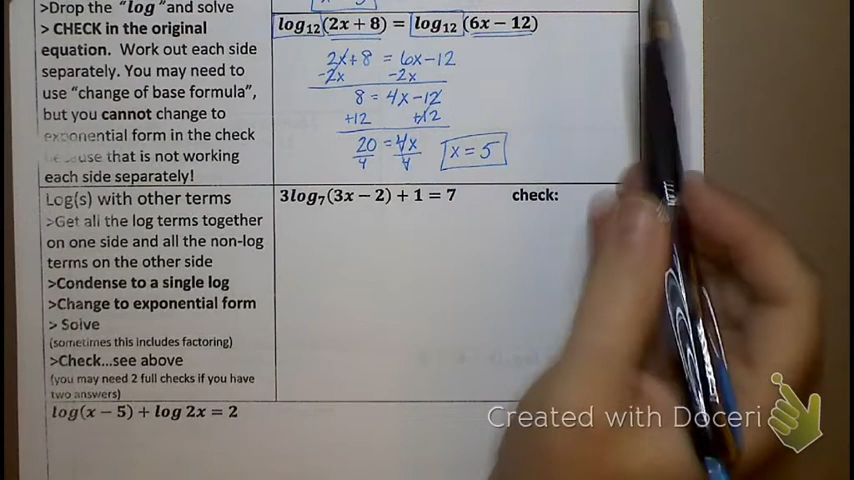 >Drop the "log "and solve
> CHECK in the original
equation. Work out each side
separately. You may need to
use "change of base formula",
but you cannot change to
exponential form in the check
because that is not working
each side separately!
log₁₂(2x + 8) = log₁₂(6x − 12)
2x+8 = 6x−12
-2x -2x
8 = 4x−12
+12 +12
20 = 4x
4 4
x = 5
Log(s) with other terms
>Get all the log terms together
on one side and all the non-log
terms on the other side
>Condense to a single log
>Change to exponential form
> Solve
(sometimes this includes factoring)
>Check...see above
(you may need 2 full checks if you have
two answers)
3log₇(3x − 2) + 1 = 7 check:
log(x − 5) + log 2x = 2
Created with Doceri